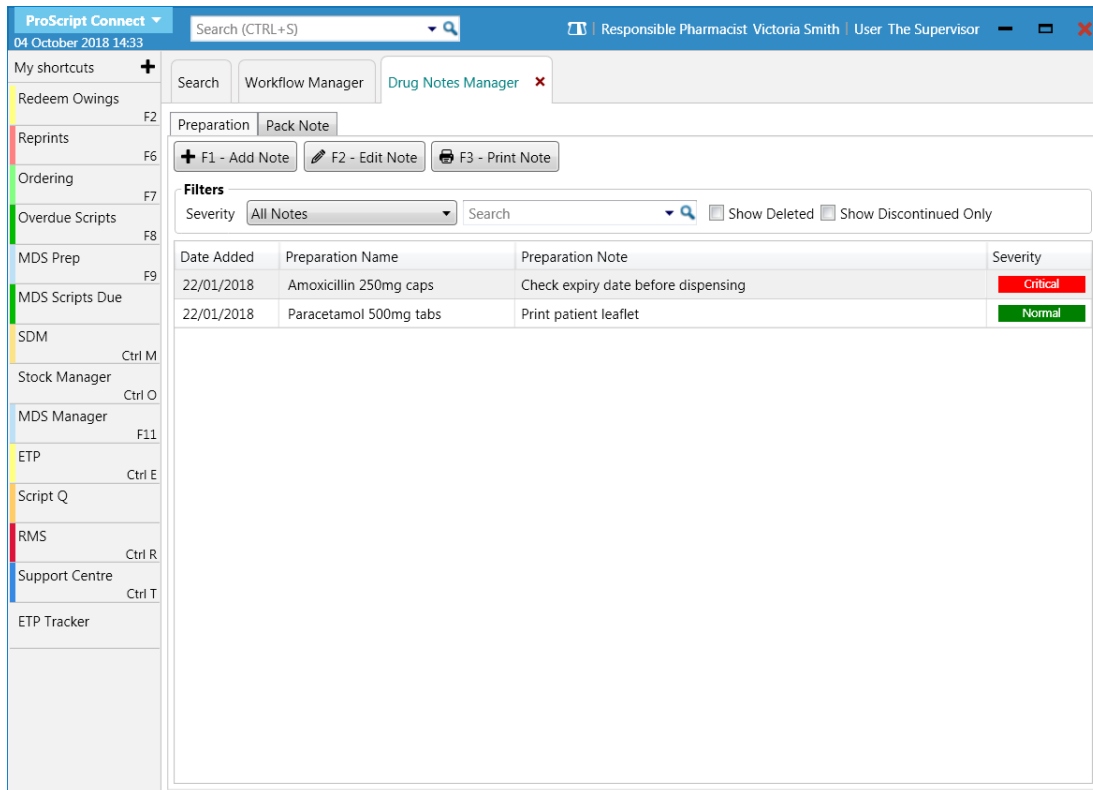 ProScript Connect
04 October 2018 14:33
Search (CTRL+S)
Responsible Pharmacist Victoria Smith | User The Supervisor
My shortcuts
Redeem Owings
F2
Reprints
F6
Ordering
F7
Overdue Scripts
F8
MDS Prep
F9
MDS Scripts Due
SDM
Ctrl M
Stock Manager
Ctrl O
MDS Manager
F11
ETP
Ctrl E
Script Q
RMS
Ctrl R
Support Centre
Ctrl T
ETP Tracker
Search Workflow Manager Drug Notes Manager
Preparation Pack Note
F1 - Add Note F2 - Edit Note F3 - Print Note
Filters
Severity All Notes Search Show Deleted Show Discontinued Only
Date Added Preparation Name Preparation Note Severity
22/01/2018 Amoxicillin 250mg caps Check expiry date before dispensing Critical
22/01/2018 Paracetamol 500mg tabs Print patient leaflet Normal